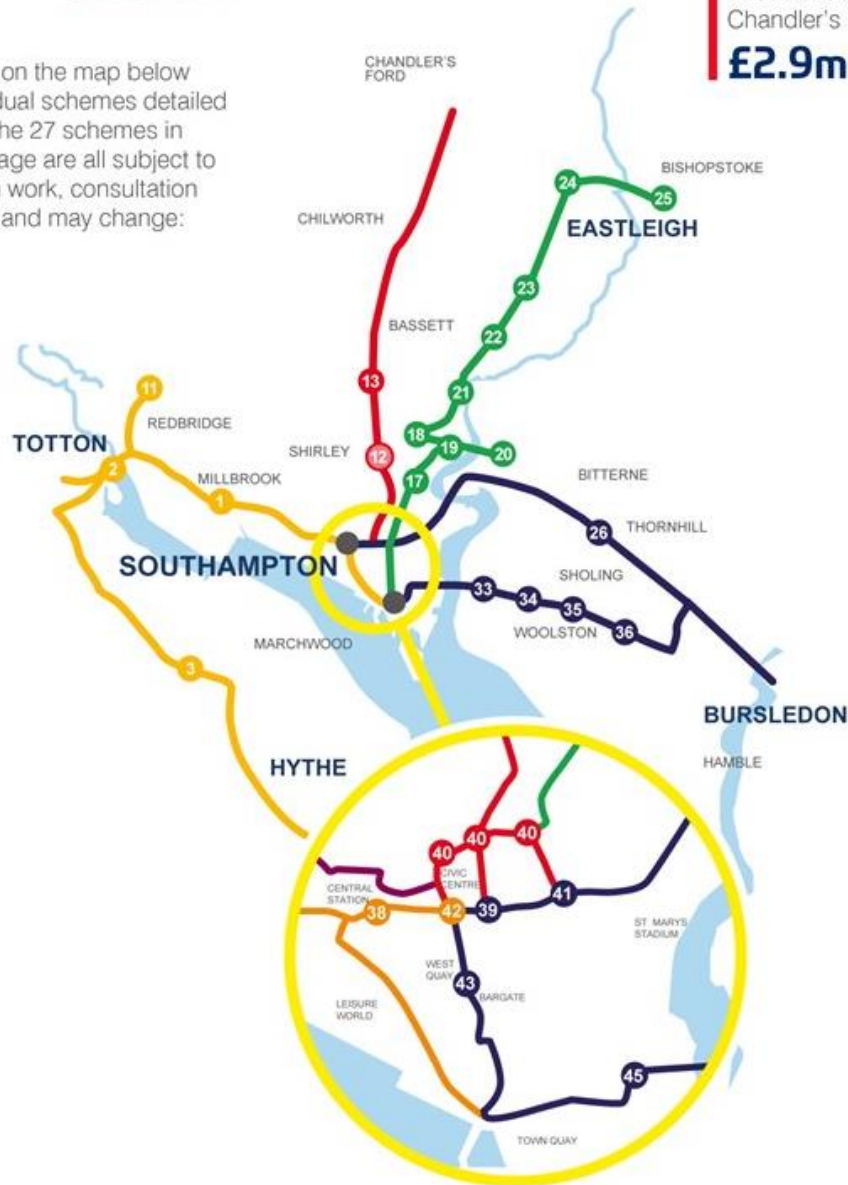 Chandler's
£2.9m
on the map below
dual schemes detailed
he 27 schemes in
age are all subject to
work, consultation
and may change:
CHANDLER'S
FORD
BISHOPSTOKE
24
25
EASTLEIGH
CHILWORTH
23
BASSETT
22
13
11
21
REDBRIDGE
18
TOTTON
SHIRLEY
12
19
20
2
MILLBROOK
17
BITTERNE
1
THORNHILL
26
SOUTHAMPTON
SHOLING
33
34
35
36
WOOLSTON
MARCHWOOD
3
BURSLEDON
HYTHE
HAMBLE
40
40
40
CIVIC
CENTRE
CENTRAL
STATION
41
38
42
39
ST MARYS
STADIUM
WEST
QUAY
43
BARGATE
LEISURE
WORLD
45
TOWN QUAY